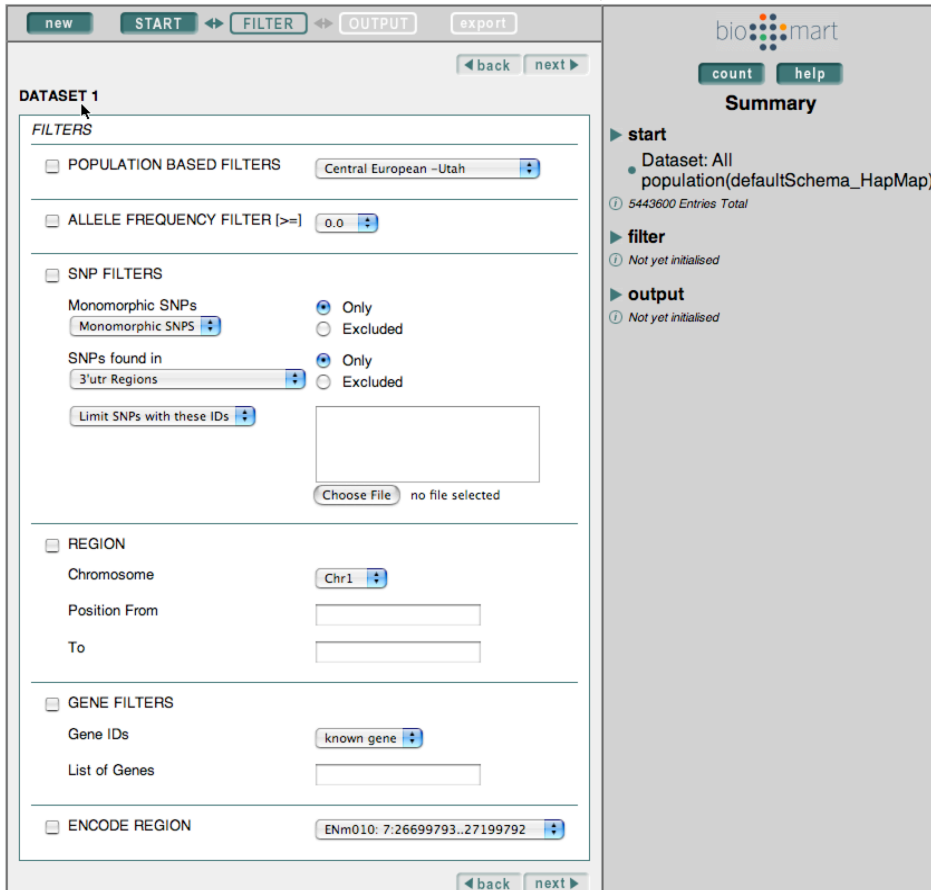 new START FILTER OUTPUT export
back next
DATASET 1
FILTERS
POPULATION BASED FILTERS Central European –Utah
ALLELE FREQUENCY FILTER [>=] 0.0
SNP FILTERS
Monomorphic SNPs Only
Monomorphic SNPS Excluded
SNPs found in Only
3'utr Regions Excluded
Limit SNPs with these IDs
Choose File no file selected
REGION
Chromosome Chr1
Position From
To
GENE FILTERS
Gene IDs known gene
List of Genes
ENCODE REGION ENm010: 7:26699793..27199792
back next
bio mart
count help
Summary
start
Dataset: All
population(defaultSchema_HapMap)
5443600 Entries Total
filter
Not yet initialised
output
Not yet initialised